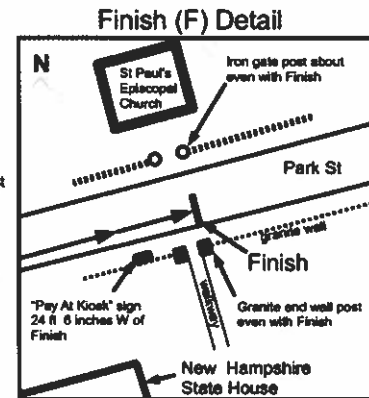 Finish (F) Detail
N
St Paul's
Episcopal
Church
Iron gate post about
even with Finish
Park St
st
granite wall
Finish
"Pay At Kiosk" sign
24 ft 6 inches W of
Finish
walkway
Granite end wall post
even with Finish
New Hampshire
State House